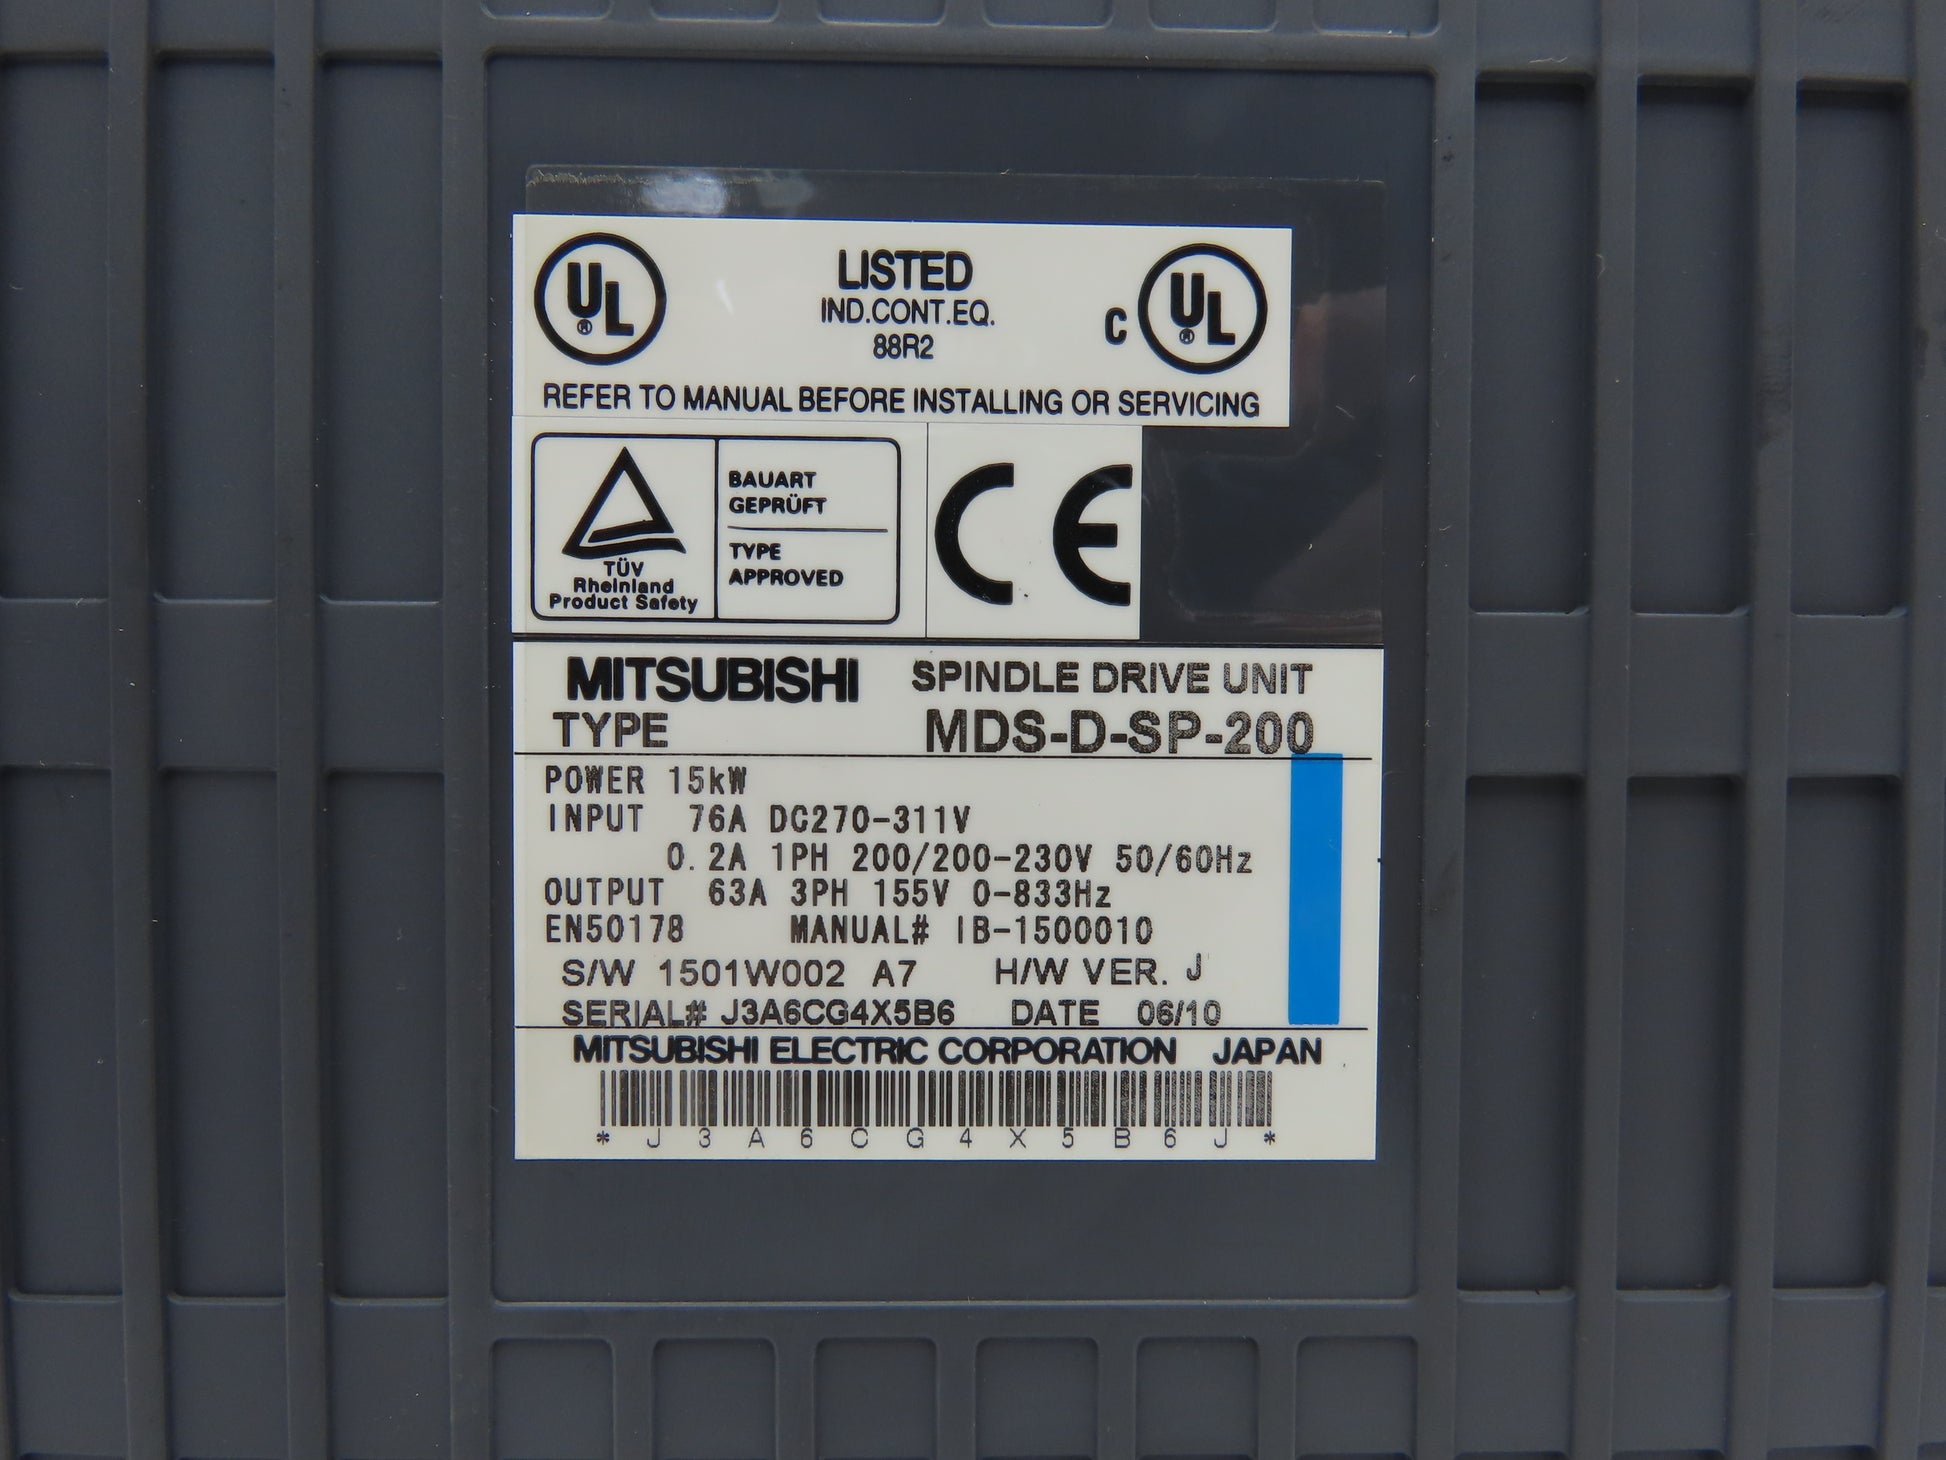 UL ® LISTED C UL ®
IND.CONT.EQ.
88R2
REFER TO MANUAL BEFORE INSTALLING OR SERVICING
BAUART
GEPRÜFT
TYPE
APPROVED
TÜV
Rheinland
Product Safety
CE
MITSUBISHI SPINDLE DRIVE UNIT
TYPE MDS-D-SP-200
POWER 15kW
INPUT 76A DC270-311V
0.2A 1PH 200/200-230V 50/60Hz
OUTPUT 63A 3PH 155V 0-833Hz
EN50178 MANUAL# IB-1500010
S/W 1501W002 A7 H/W VER. J
SERIAL# J3A6CG4X5B6 DATE 06/10
MITSUBISHI ELECTRIC CORPORATION JAPAN
*J3A6CG4X5B6J*